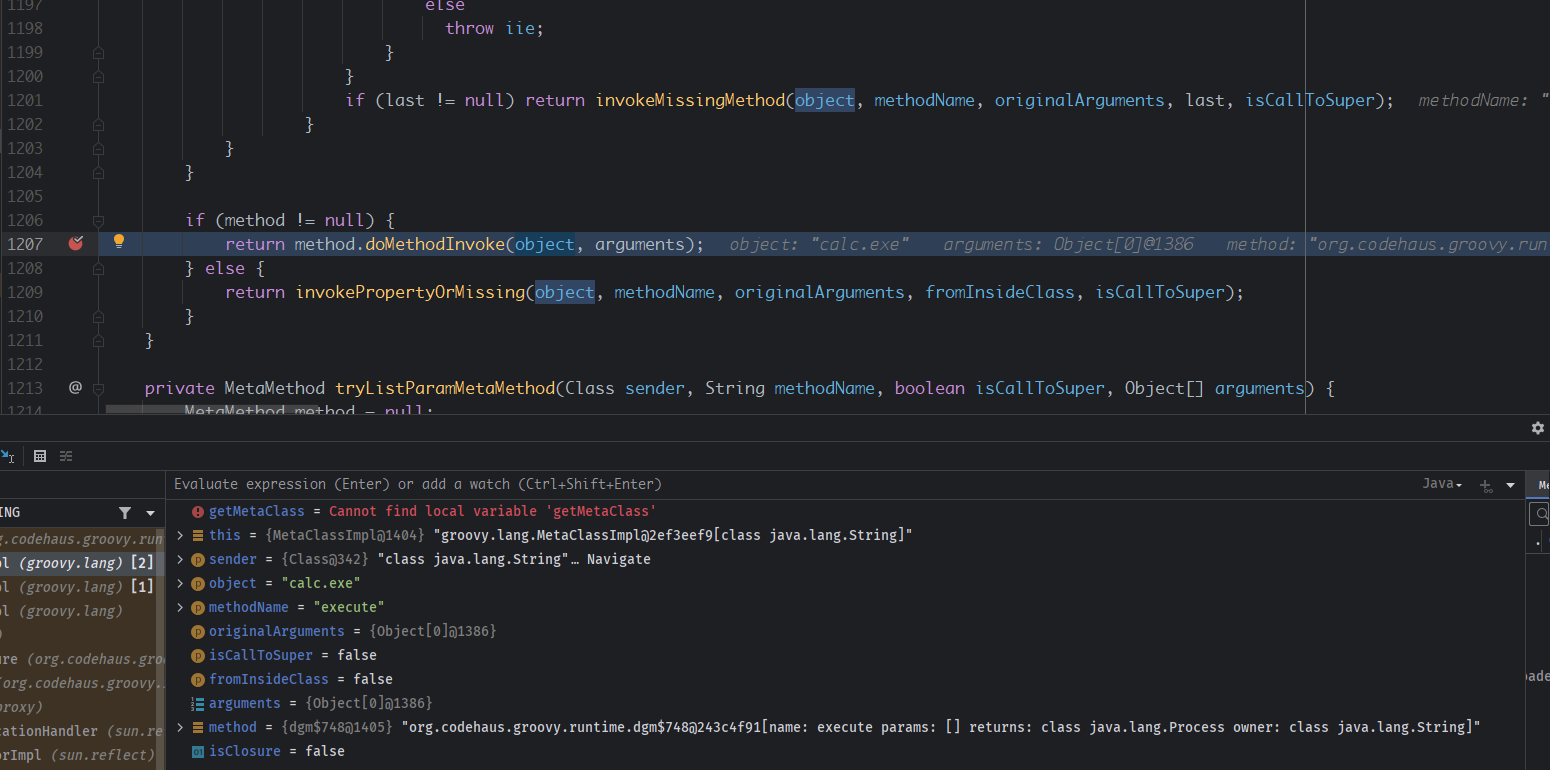 1197 else
1198 throw iie;
1199 }
1200 }
1201 if (last != null) return invokeMissingMethod(object, methodName, originalArguments, last, isCallToSuper); methodName: "
1202 }
1203 }
1204 }
1205
1206 if (method != null) {
1207 return method.doMethodInvoke(object, arguments); object: "calc.exe" arguments: Object[0]@1386 method: "org.codehaus.groovy.run
1208 } else {
1209 return invokePropertyOrMissing(object, methodName, originalArguments, fromInsideClass, isCallToSuper);
1210 }
1211 }
1212
1213 @ private MetaMethod tryListParamMetaMethod(Class sender, String methodName, boolean isCallToSuper, Object[] arguments) {
1214 MetaMethod method = null;
Evaluate expression (Enter) or add a watch (Ctrl+Shift+Enter) Java Me
ING
getMetaClass = Cannot find local variable 'getMetaClass'
g.codehaus.groovy.run
this = {MetaClassImpl@1404} "groovy.lang.MetaClassImpl@2ef3eef9[class java.lang.String]"
ol (groovy.lang) [2]
sender = {Class@342} "class java.lang.String"… Navigate
ol (groovy.lang) [1]
object = "calc.exe"
ol (groovy.lang)
methodName = "execute"
)
originalArguments = {Object[0]@1386}
ure (org.codehaus.gro
isCallToSuper = false
[org.codehaus.groovy.
fromInsideClass = false
proxy)
arguments = {Object[0]@1386}
cationHandler (sun.re
method = {dgm$748@1405} "org.codehaus.groovy.runtime.dgm$748@243c4f91[name: execute params: [] returns: class java.lang.Process owner: class java.lang.String]"
orImpl (sun.reflect)
isClosure = false
oade